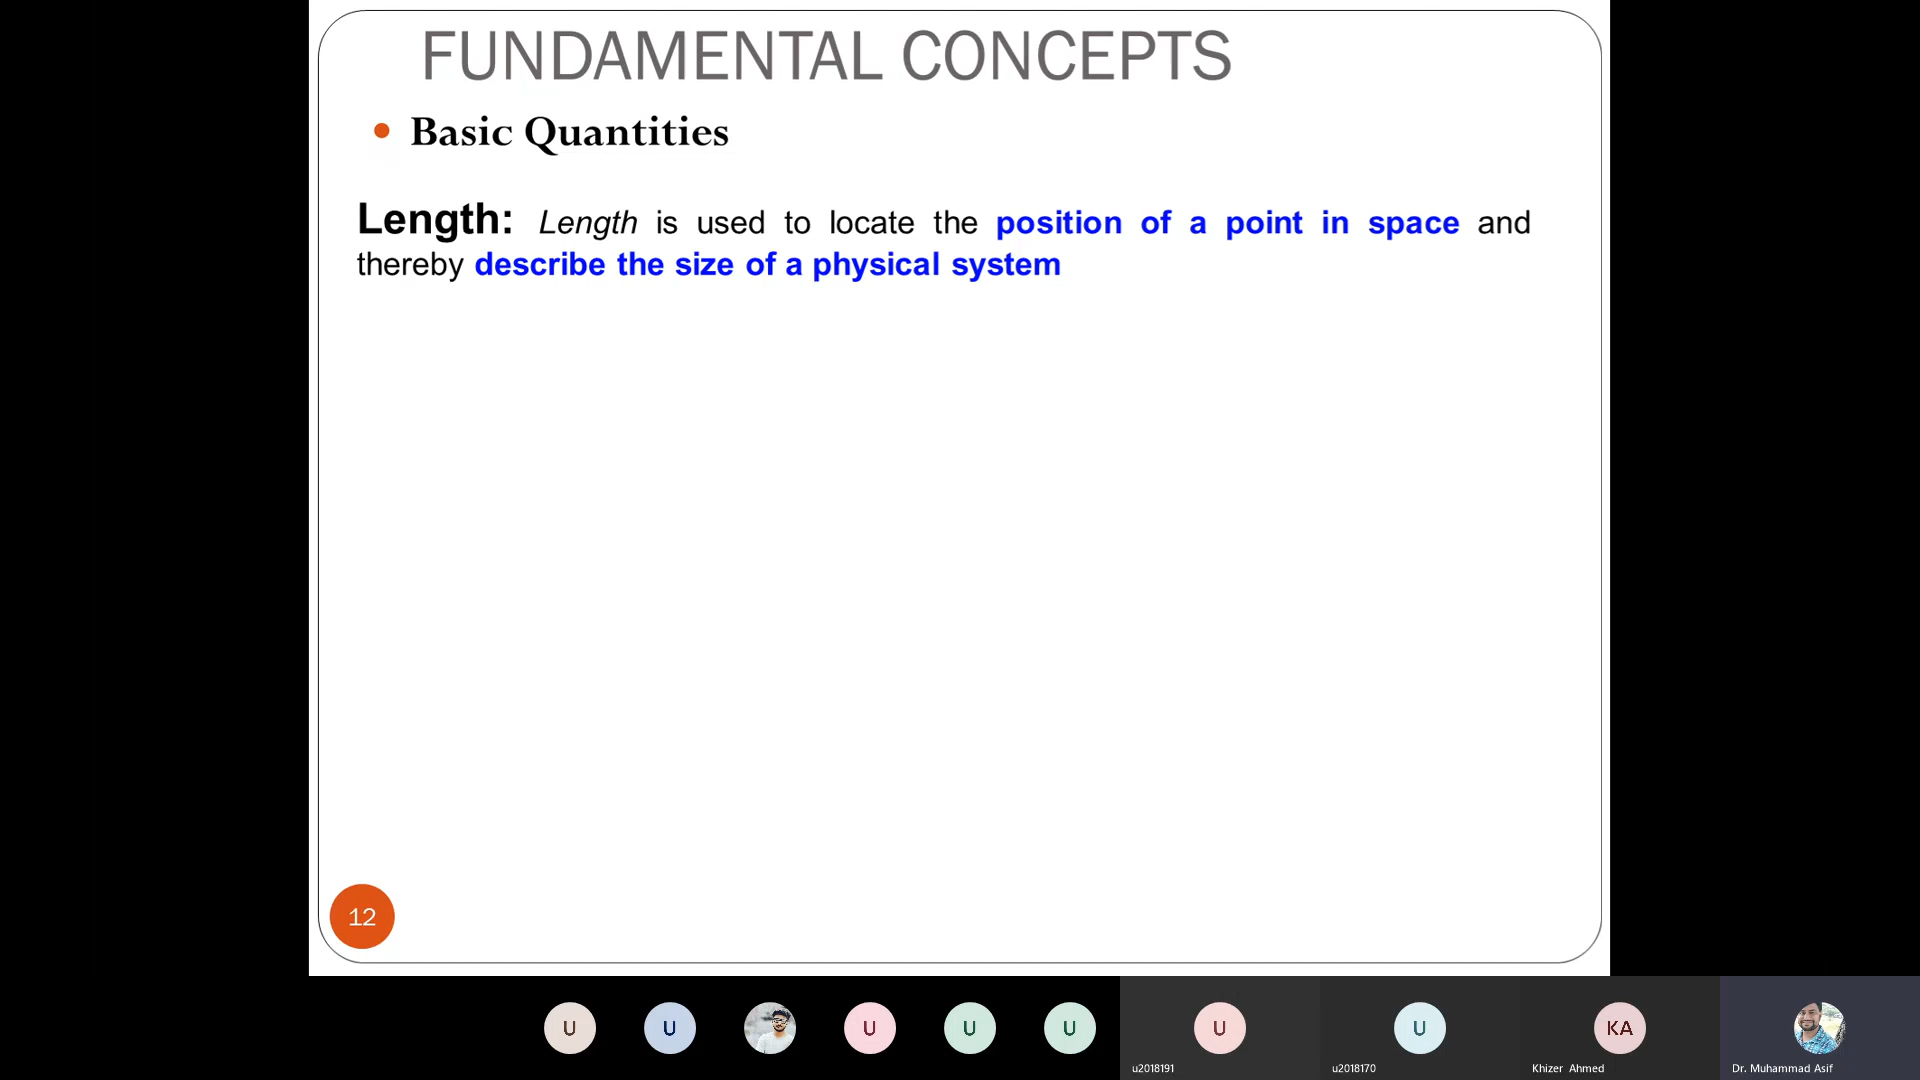 FUNDAMENTAL CONCEPTS
• Basic Quantities
Length: Length is used to locate the position of a point in space and
thereby describe the size of a physical system
12
U
U
U
U
U
U
U
KA
u2018191
u2018170
Khizer Ahmed
Dr. Muhammad Asif